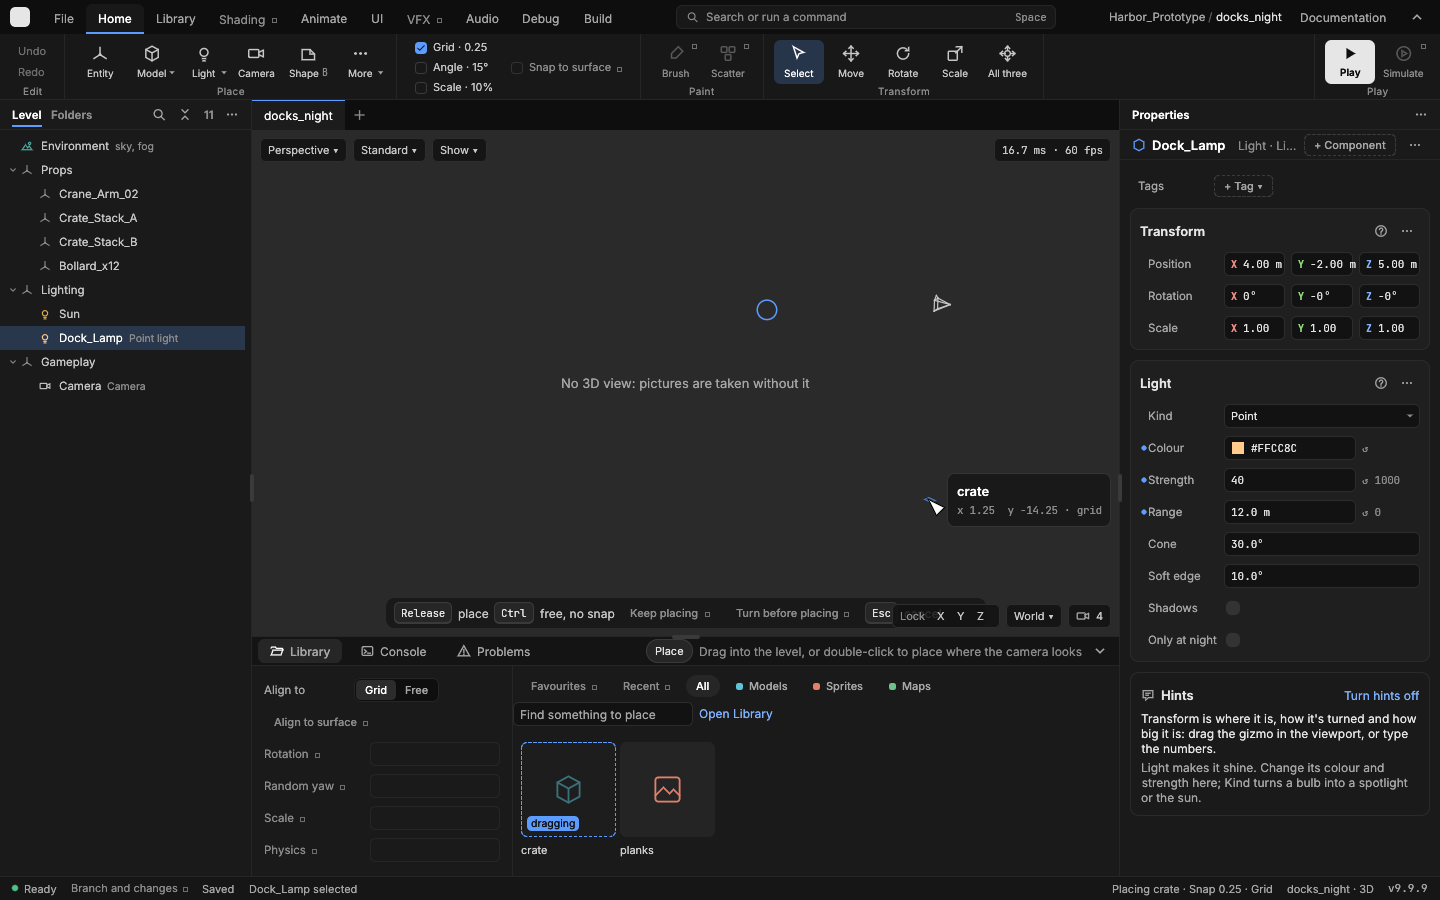 File Home Library Shading Animate UI VFX Audio Debug Build
Search or run a command Space
Harbor_Prototype / docks_night Documentation
Undo
Redo
Edit
Entity Model Light Camera Shape B More
Place
Grid · 0.25
Angle · 15°
Scale · 10%
Snap to surface
Brush Scatter
Paint
Select Move Rotate Scale All three
Transform
Play Simulate
Play
Level Folders 11
docks_night
Environment sky, fog
Props
Crane_Arm_02
Crate_Stack_A
Crate_Stack_B
Bollard_x12
Lighting
Sun
Dock_Lamp Point light
Gameplay
Camera Camera
Perspective Standard Show
16.7 ms · 60 fps
No 3D view: pictures are taken without it
crate
x 1.25 y -14.25 · grid
Release place Ctrl free, no snap Keep placing Turn before placing Esc
Lock X Y Z World 4
Properties
Dock_Lamp Light · Li... + Component
Tags + Tag
Transform
Position X 4.00 m Y -2.00 m Z 5.00 m
Rotation X 0° Y -0° Z -0°
Scale X 1.00 Y 1.00 Z 1.00
Light
Kind Point
Colour #FFCC8C
Strength 40 1000
Range 12.0 m 0
Cone 30.0°
Soft edge 10.0°
Shadows
Only at night
Hints Turn hints off
Transform is where it is, how it's turned and how
big it is: drag the gizmo in the viewport, or type
the numbers.
Light makes it shine. Change its colour and
strength here; Kind turns a bulb into a spotlight
or the sun.
Library Console Problems
Place Drag into the level, or double-click to place where the camera looks
Align to Grid Free
Align to surface
Rotation
Random yaw
Scale
Physics
Favourites Recent All Models Sprites Maps
Find something to place Open Library
dragging
crate planks
Ready Branch and changes Saved Dock_Lamp selected
Placing crate · Snap 0.25 · Grid docks_night · 3D v9.9.9